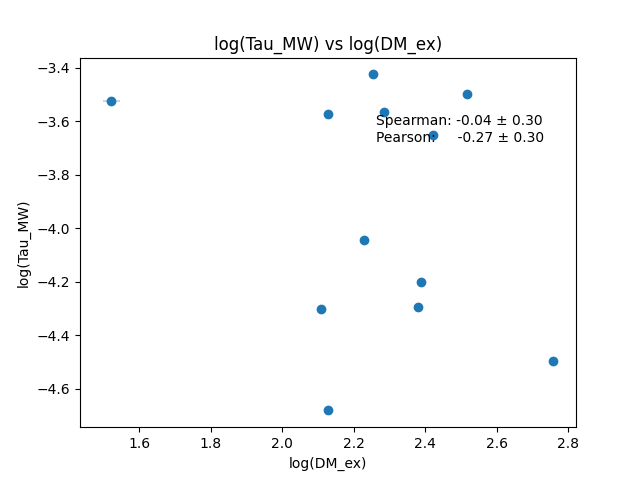 log(Tau_MW) vs log(DM_ex)
−3.4
−3.6
−3.8
−4.0
−4.2
−4.4
−4.6
log(Tau_MW)
Spearman: -0.04 ± 0.30
Pearson: -0.27 ± 0.30
1.6 1.8 2.0 2.2 2.4 2.6 2.8
log(DM_ex)